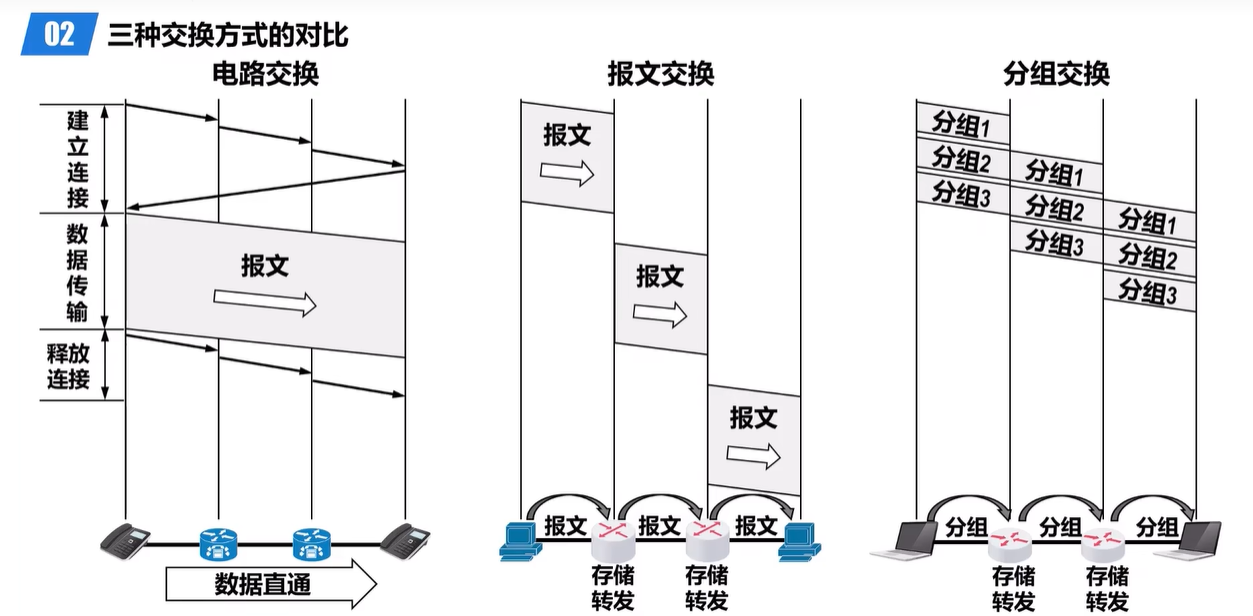 02 三种交换方式的对比
电路交换
建立连接
数据传输
释放
连接
报文
数据直通
报文交换
报文
报文
报文
报文 报文 报文
存储
转发
存储
转发
分组交换
分组1
分组2
分组3
分组1
分组2
分组3
分组1
分组2
分组3
分组 分组 分组
存储
转发
存储
转发